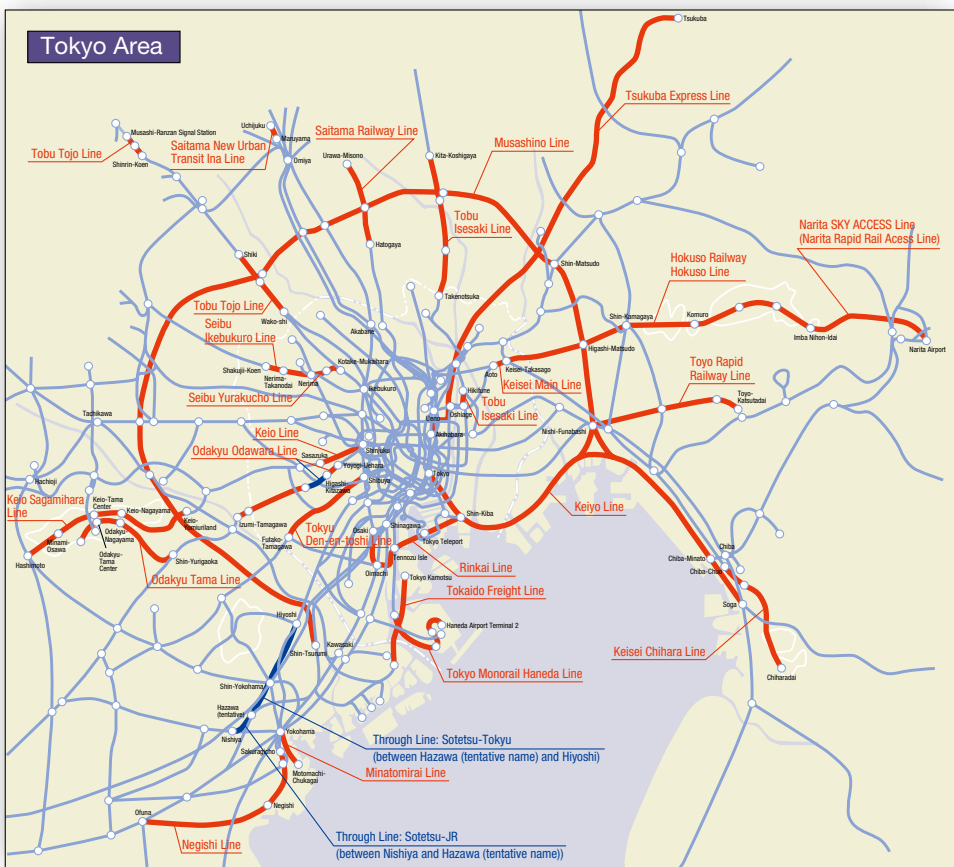 Tokyo Area
Tsukuba
Tsukuba Express Line
Uchijuku
Maruyama
Musashi-Ranzan Signal Station
Saitama Railway Line
Saitama New Urban
Transit Ina Line
Tobu Tojo Line
Shinrin-Koen
Omiya
Urawa-Misono
Kita-Koshigaya
Musashino Line
Tobu
Isesaki Line
Hatogaya
Shiki
Shin-Matsudo
Narita SKY ACCESS Line
(Narita Rapid Rail Acess Line)
Hokuso Railway
Hokuso Line
Takenotsuka
Tobu Tojo Line
Wako-shi
Akabane
Shin-Kamagaya
Komuro
Imba Nihon-Idai
Narita Airport
Seibu
Ikebukuro Line
Shakujii-Koen
Nerima-
Takanodai
Nerima
Kotake-Mukaihara
Seibu Yurakucho Line
Ikebukuro
Aoto
Keisei-Takasago
Keisei Main Line
Higashi-Matsudo
Toyo Rapid
Railway Line
Toyo-
Katsutadai
Hikifune
Tobu
Isesaki Line
Ueno
Oshiage
Akihabara
Nishi-Funabashi
Tachikawa
Keio Line
Odakyu Odawara Line
Sasazuka
Shinjuku
Yoyogi-Uehara
Higashi-
Kitazawa
Shibuya
Tokyo
Hachioji
Keio Sagamihara
Line
Keio-Tama
Center
Keio-Nagayama
Odakyu
Nagayama
Odakyu-
Tama
Center
Minami-
Osawa
Hashimoto
Keio-
Yomiuriland
Izumi-Tamagawa
Shin-Yurigaoka
Odakyu Tama Line
Futako-
Tamagawa
Tokyu
Den-en-toshi Line
Osaki
Shinagawa
Shin-Kiba
Tokyo Teleport
Tennozu Isle
Oimachi
Rinkai Line
Keiyo Line
Tokyo Kamotsu
Tokaido Freight Line
Chiba
Chiba-Minato
Chiba-Chuo
Soga
Keisei Chihara Line
Chiharadai
Hiyoshi
Shin-Tsurumi
Kawasaki
Haneda Airport Terminal 2
Tokyo Monorail Haneda Line
Shin-Yokohama
Hazawa
(tentative)
Nishiya
Yokohama
Sakuragicho
Motomachi-
Chukagai
Minatomirai Line
Through Line: Sotetsu-Tokyu
(between Hazawa (tentative name) and Hiyoshi)
Negishi
Ofuna
Negishi Line
Through Line: Sotetsu-JR
(between Nishiya and Hazawa (tentative name))